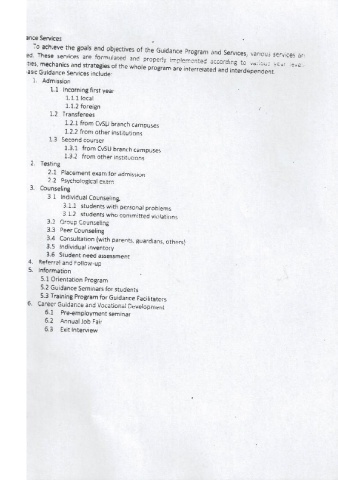 ance Services
To achieve the goals and objectives of the Guidance Program and Services, various services are
ed. These services are formulated and properly implemented according to various year level.
ties, mechanics and strategies of the whole program are interrelated and interdependent.
asic Guidance Services include:
1. Admission
1.1 Incoming first year
1.1.1 local
1.1.2 foreign
1.2 Transferees
1.2.1 from CvSU branch campuses
1.2.2 from other institutions
1.3 Second courser
1.3.1 from CvSU branch campuses
1.3.2 from other institutions
2. Testing
2.1 Placement exam for admission
2.2 Psychological exam
3. Counseling
3.1 Individual Counseling,
3.1.1 students with personal problems
3.1.2 students who committed violations
3.2 Group Counseling
3.3 Peer Counseling
3.4 Consultation (with parents, guardians, others)
3.5 Individual inventory
3.6 Student need assessment
4. Referral and Follow-up
5. Information
5.1 Orientation Program
5.2 Guidance Seminars for students
5.3 Training Program for Guidance Facilitators
6. Career Guidance and Vocational Development
6.1 Pre-employment seminar
6.2 Annual Job Fair
6.3 Exit Interview